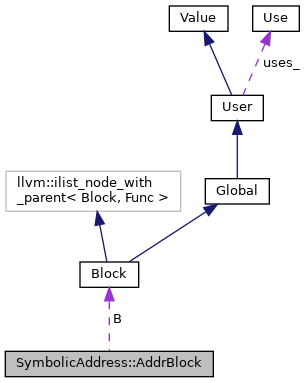 Value
Use
uses_
User
llvm::ilist_node_with
_parent< Block, Func >
Global
Block
B
SymbolicAddress::AddrBlock